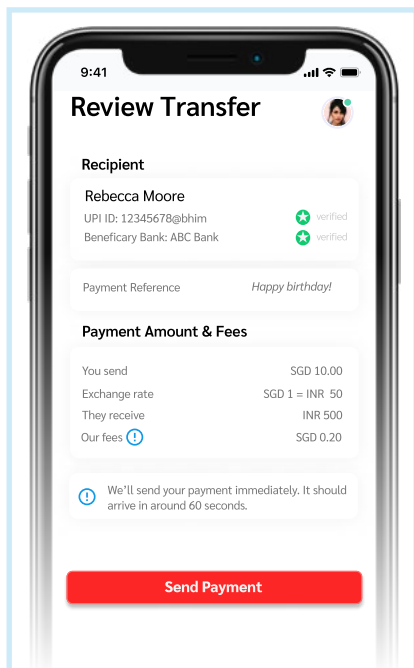 9:41
Review Transfer
Recipient
Rebecca Moore
UPI ID: 12345678@bhim verified
Beneficary Bank: ABC Bank verified
Payment Reference Happy birthday!
Payment Amount & Fees
You send SGD 10.00
Exchange rate SGD 1 = INR 50
They receive INR 500
Our fees SGD 0.20
We'll send your payment immediately. It should
arrive in around 60 seconds.
Send Payment